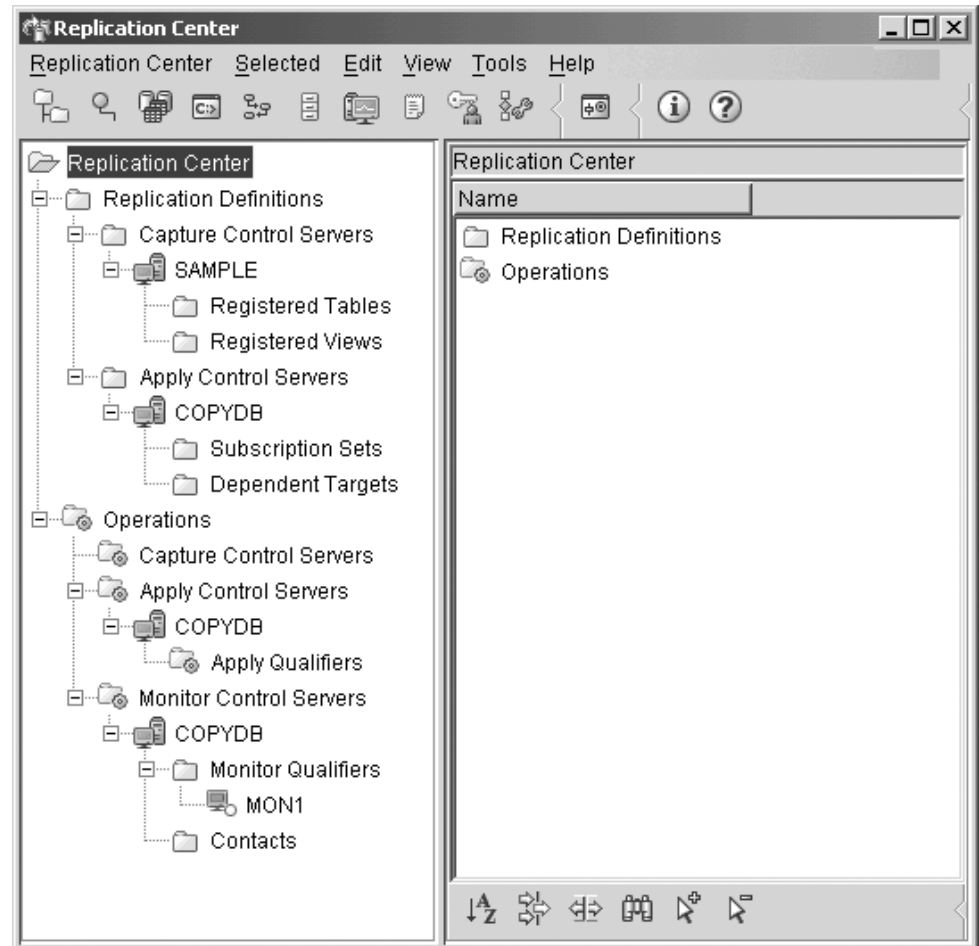 Replication Center
Replication Center Selected Edit View Tools Help
Replication Center
Replication Definitions
Capture Control Servers
SAMPLE
Registered Tables
Registered Views
Apply Control Servers
COPYDB
Subscription Sets
Dependent Targets
Operations
Capture Control Servers
Apply Control Servers
COPYDB
Apply Qualifiers
Monitor Control Servers
COPYDB
Monitor Qualifiers
MON1
Contacts
Replication Center
Name
Replication Definitions
Operations